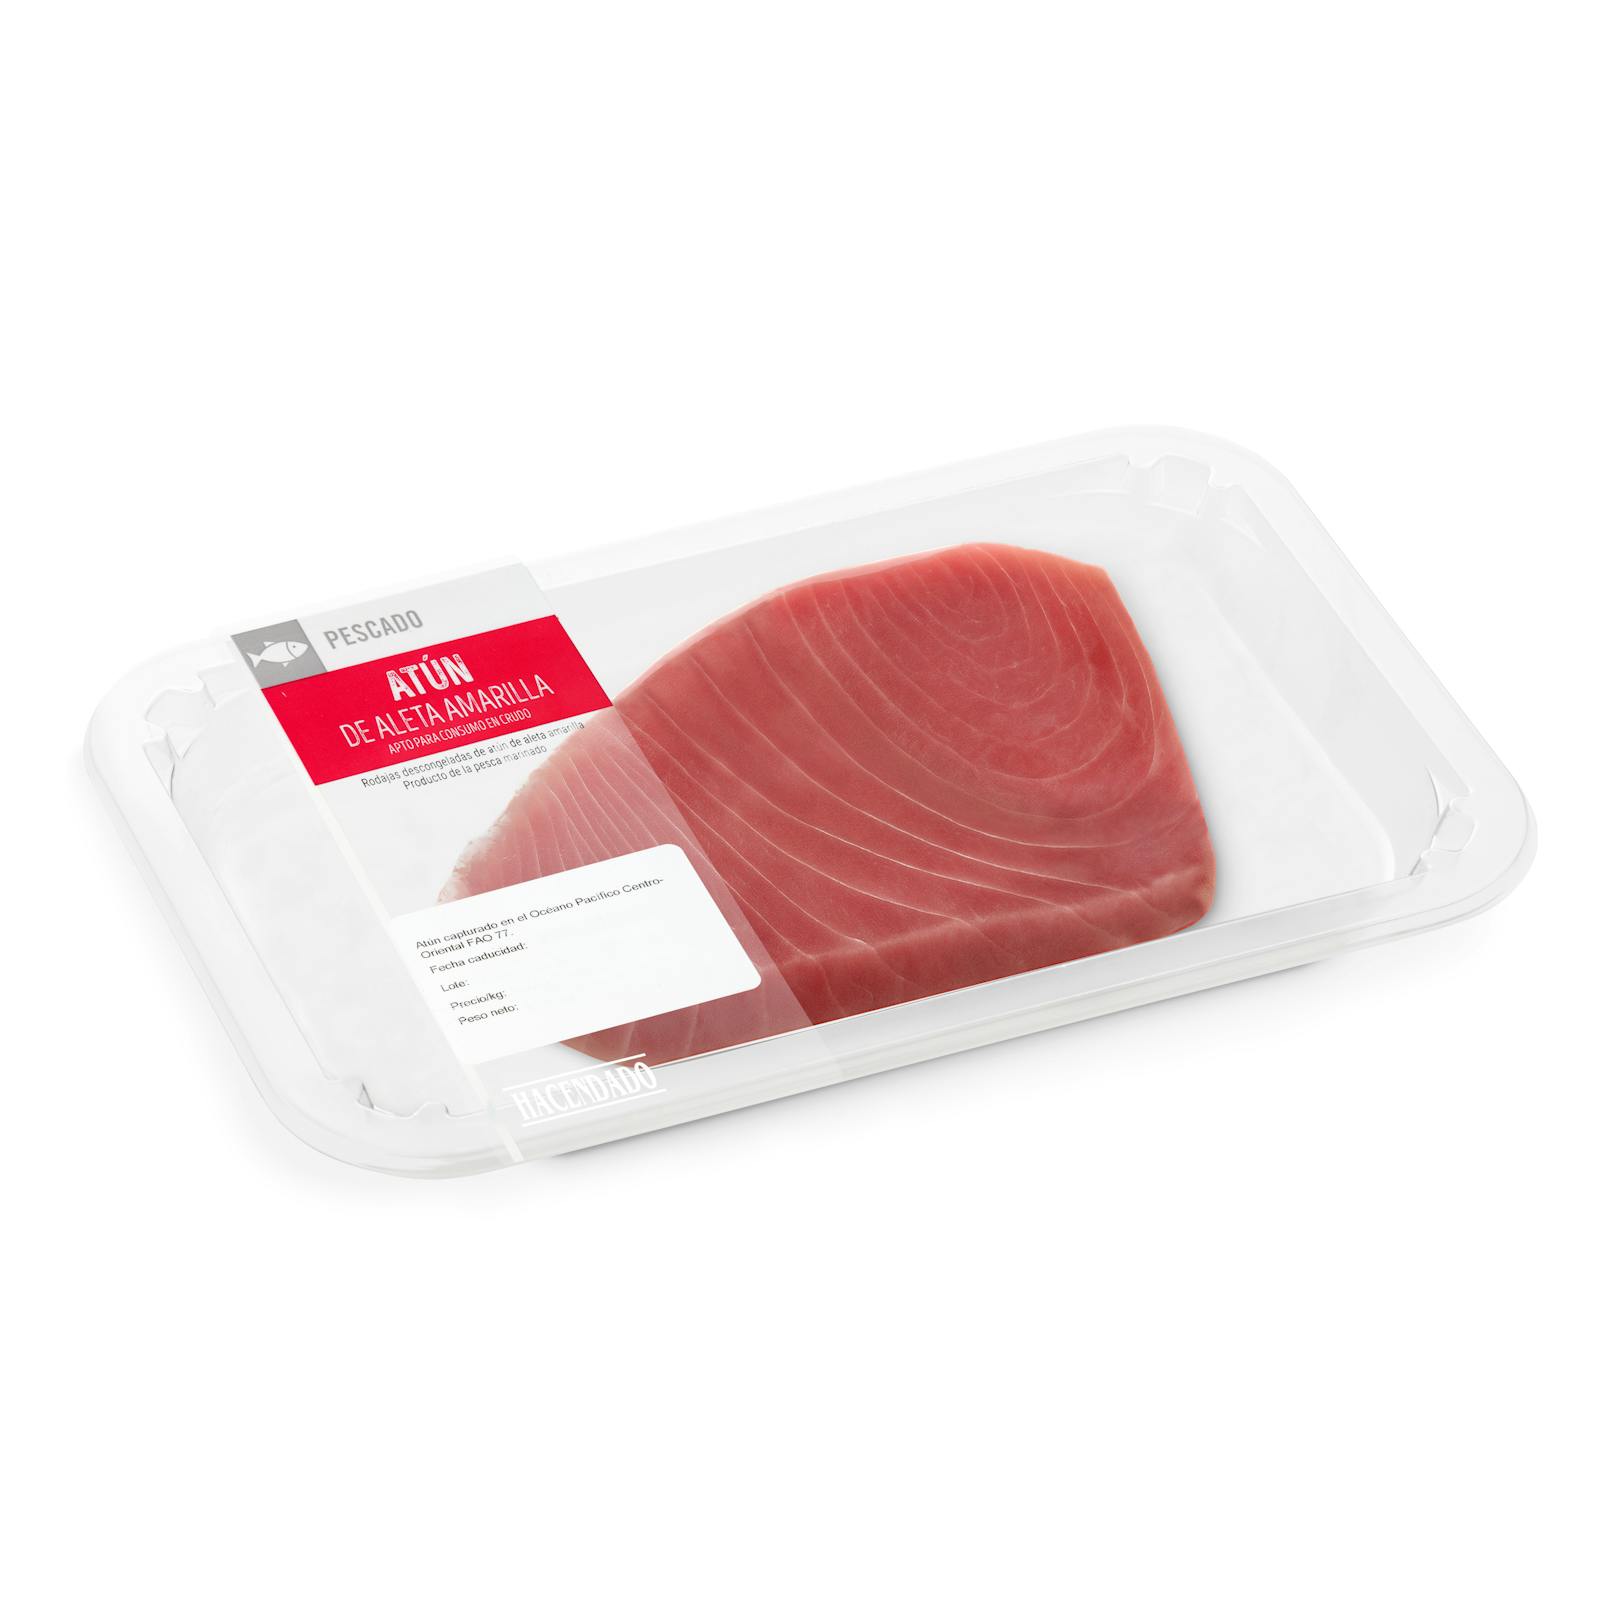 PESCADO
ATÚN
DE ALETA AMARILLA
APTO PARA CONSUMO EN CRUDO
Rodajas descongeladas de atún de aleta amarilla
Producto de la pesca marinado
Atún capturado en el Océano Pacífico Centro-
Oriental FAO 77.
Fecha caducidad:
Lote:
Precio/kg:
Peso neto:
HACENDADO